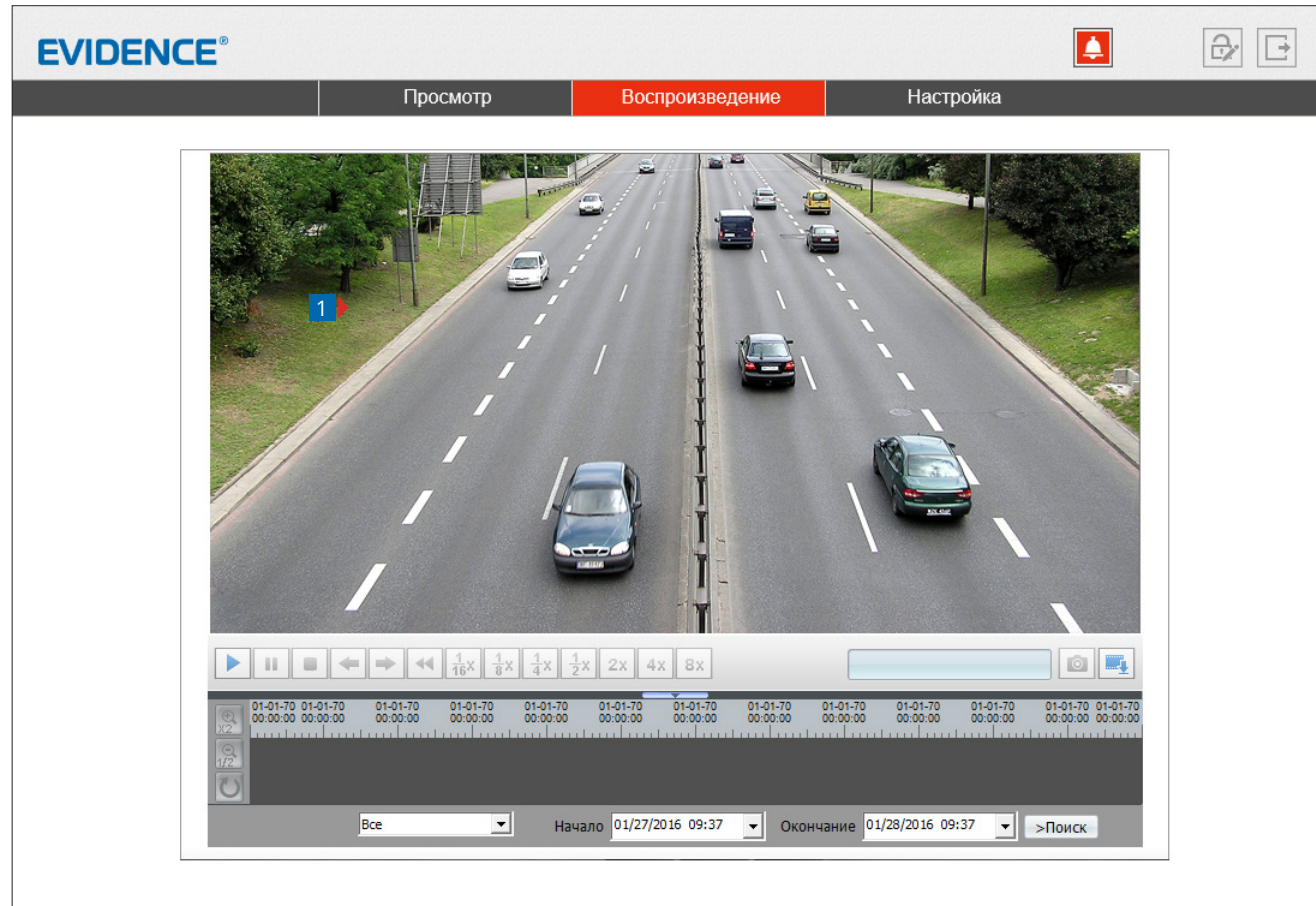 EVIDENCE®
Просмотр
Воспроизведение
Настройка
1
1/16x 1/8x 1/4x 1/2x 2x 4x 8x
01-01-70 01-01-70 01-01-70 01-01-70 01-01-70 01-01-70 01-01-70 01-01-70 01-01-70 01-01-70 01-01-70 01-01-70 01-01-70
00:00:00 00:00:00 00:00:00 00:00:00 00:00:00 00:00:00 00:00:00 00:00:00 00:00:00 00:00:00 00:00:00 00:00:00 00:00:00
X2
1/2
Все
Начало 01/27/2016 09:37
Окончание 01/28/2016 09:37
>Поиск